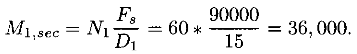 M_{1,sec} = N_1 \frac{F_s}{D_1} = 60 * \frac{90000}{15} = 36,000.